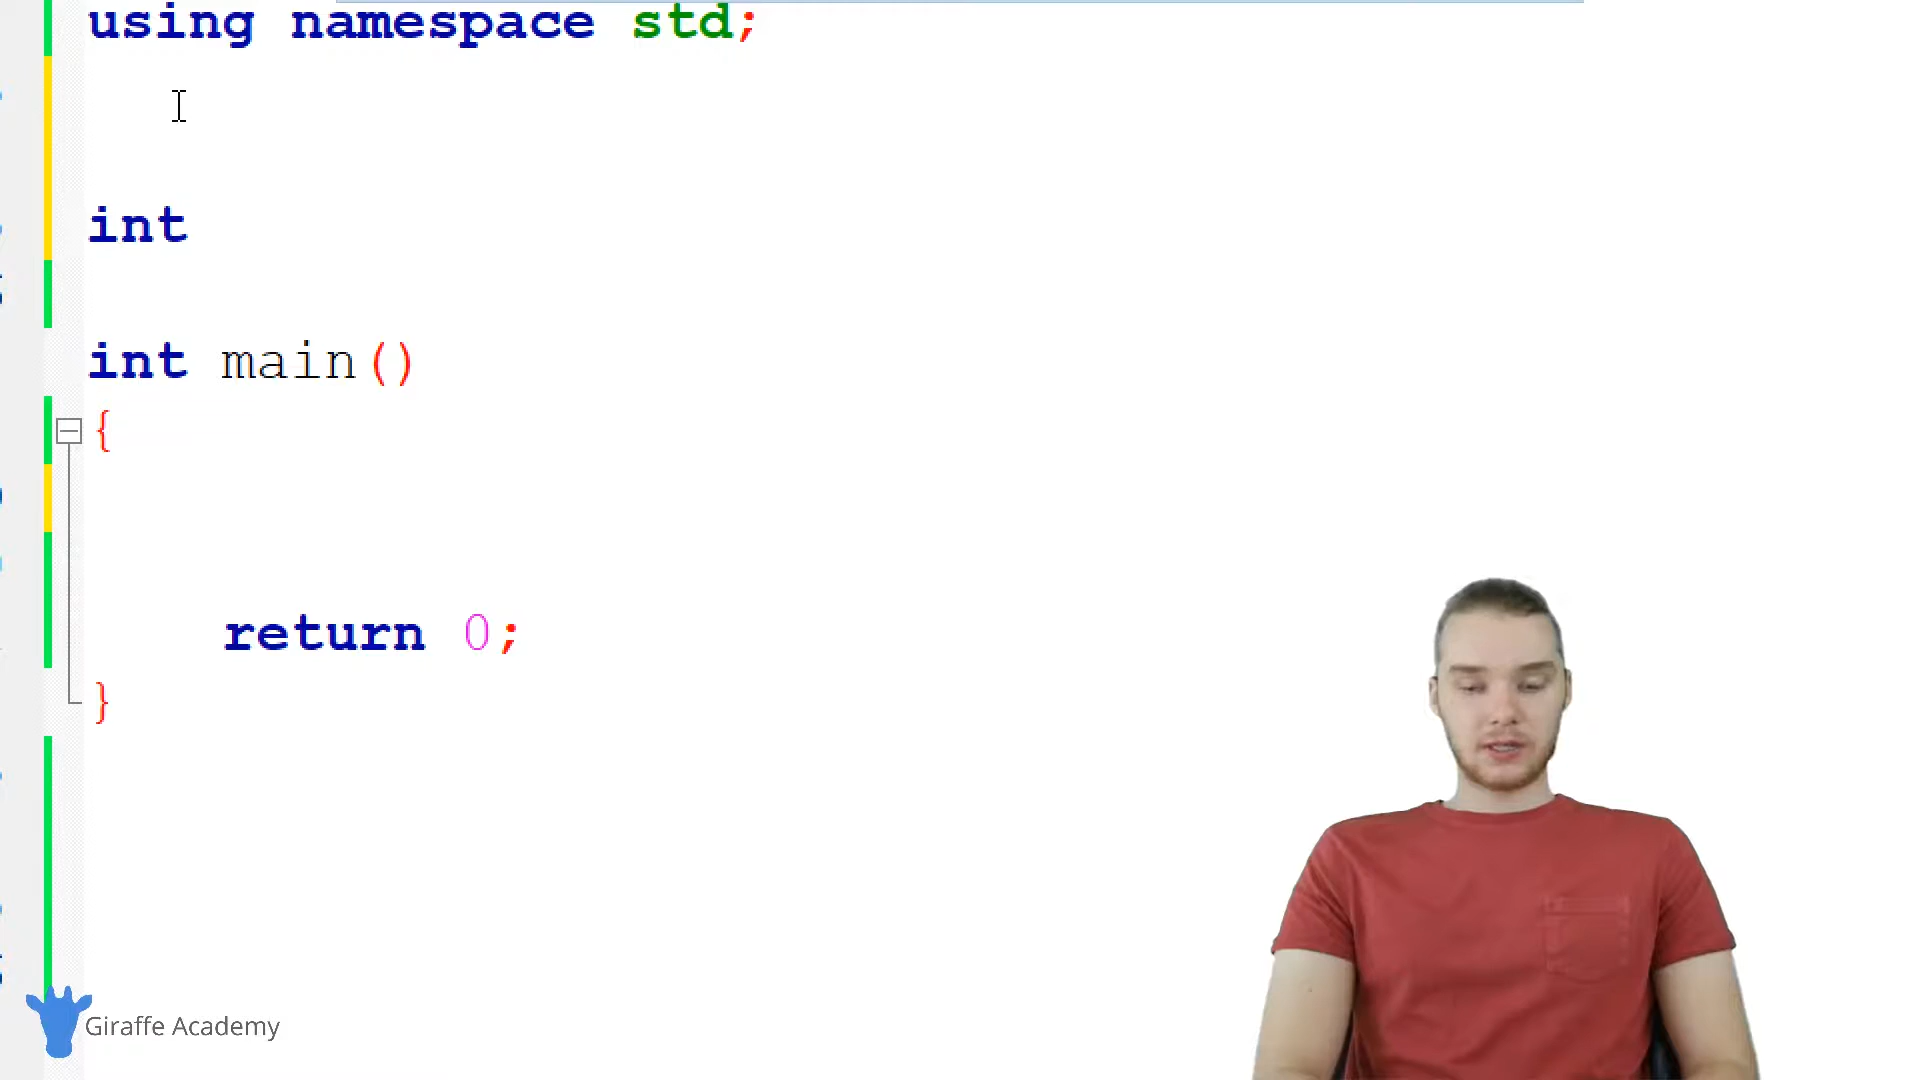 using namespace std;
int
int main()
{
return 0;
}
Giraffe Academy